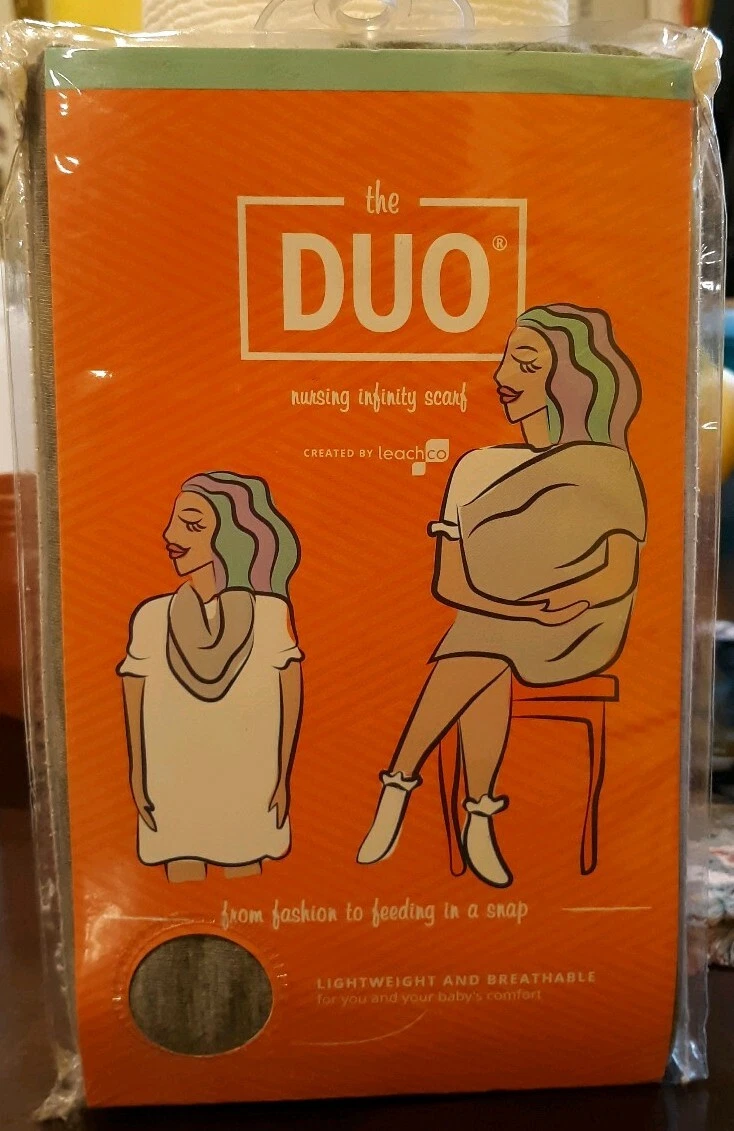 the
DUO®
nursing infinity scarf
CREATED BY leachco
from fashion to feeding in a snap
LIGHTWEIGHT AND BREATHABLE
for you and your baby's comfort